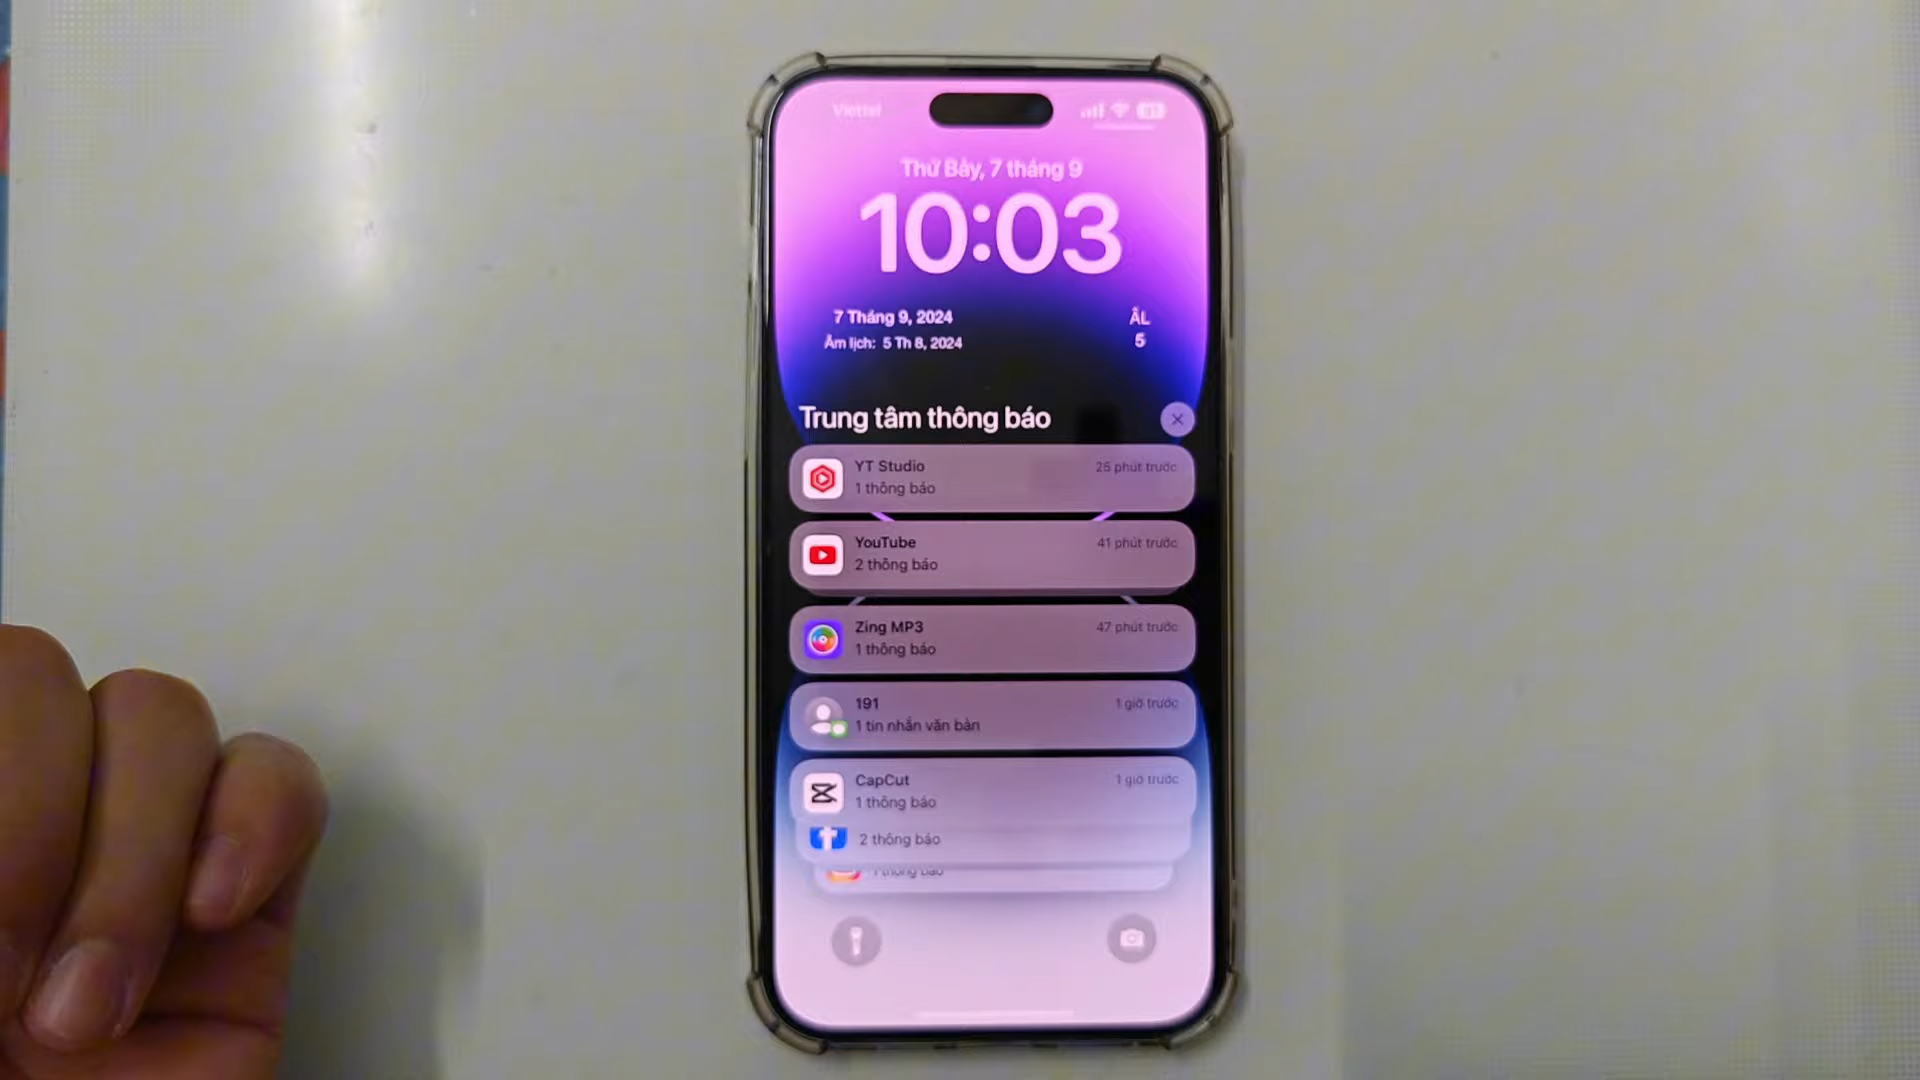 Viettel
Thứ Bảy, 7 tháng 9
10:03
7 Tháng 9, 2024
Âm lịch: 5 Th 8, 2024
ÂL
5
Trung tâm thông báo
YT Studio
25 phút trước
1 thông báo
YouTube
41 phút trước
2 thông báo
Zing MP3
47 phút trước
1 thông báo
191
1 giờ trước
1 tin nhắn văn bản
CapCut
1 giờ trước
1 thông báo
2 thông báo
1 thông báo